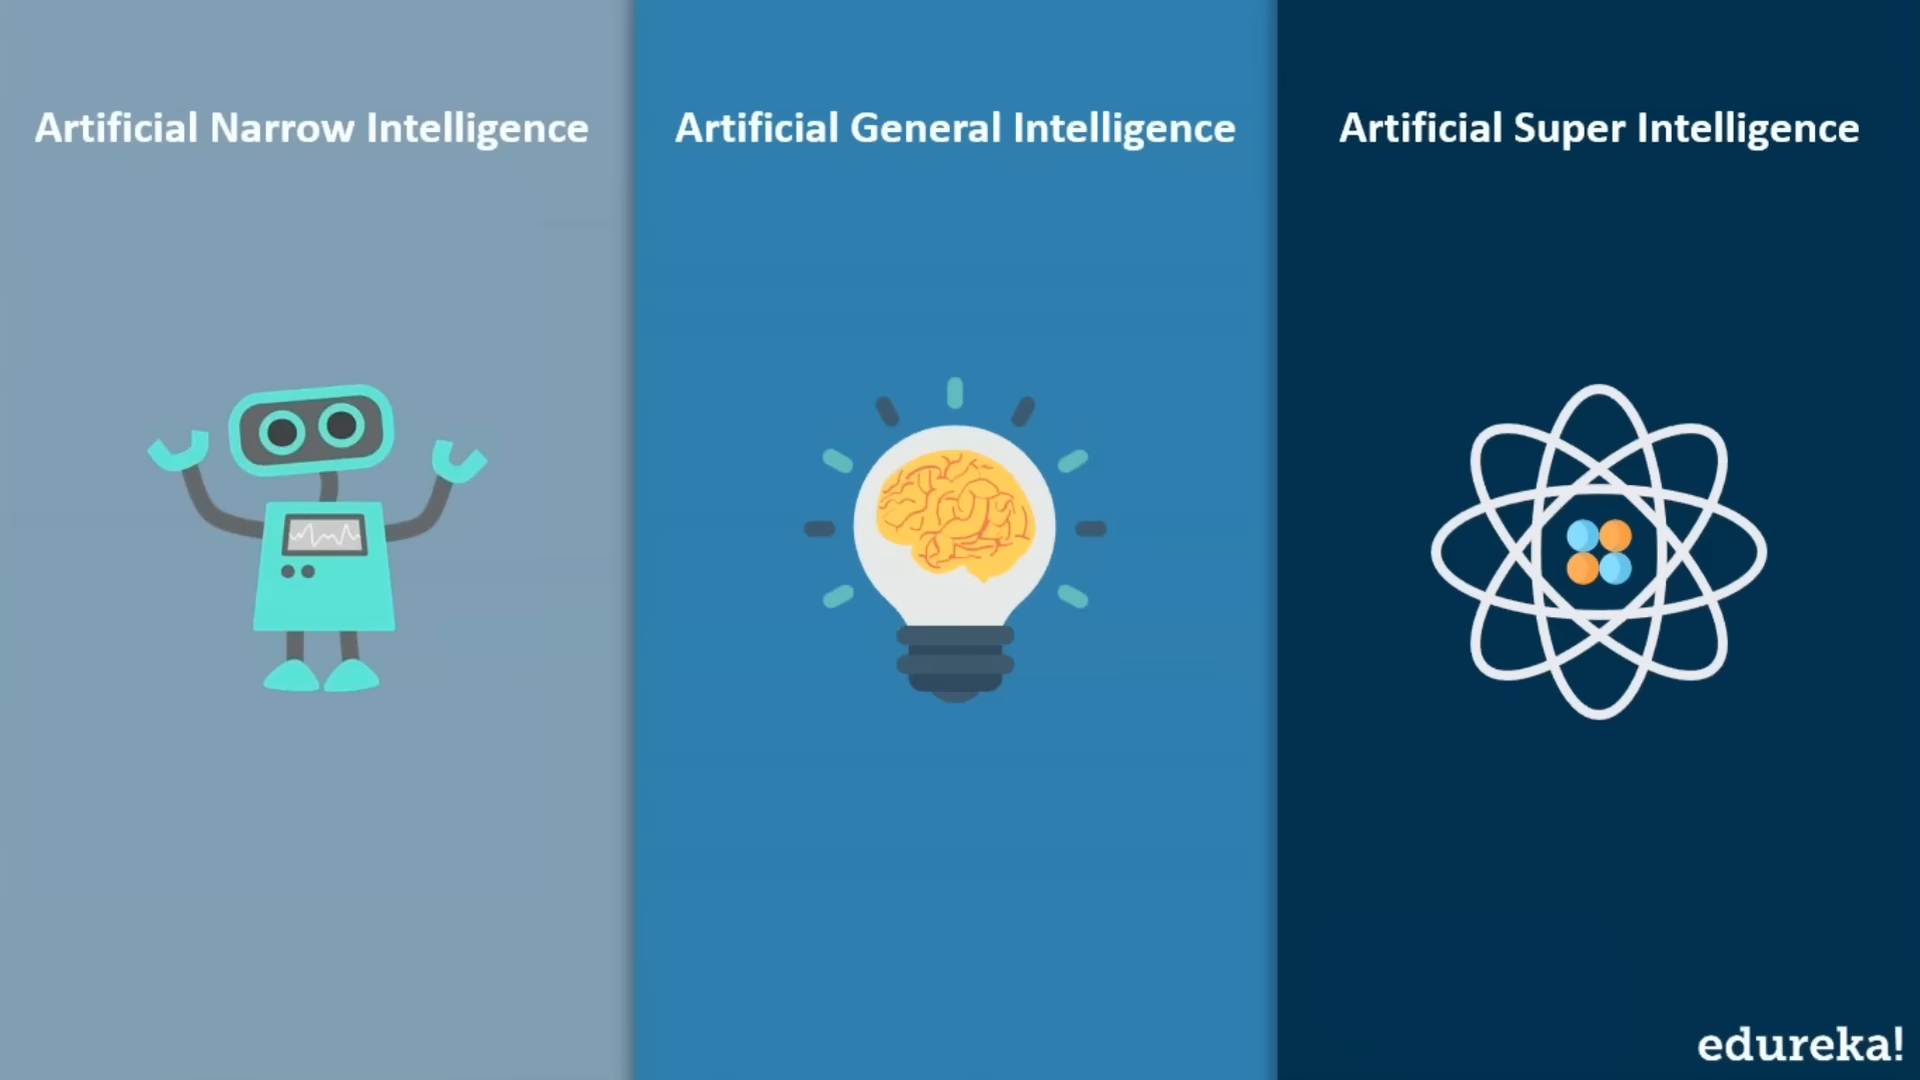 Artificial Narrow Intelligence
Artificial General Intelligence
Artificial Super Intelligence
edureka!